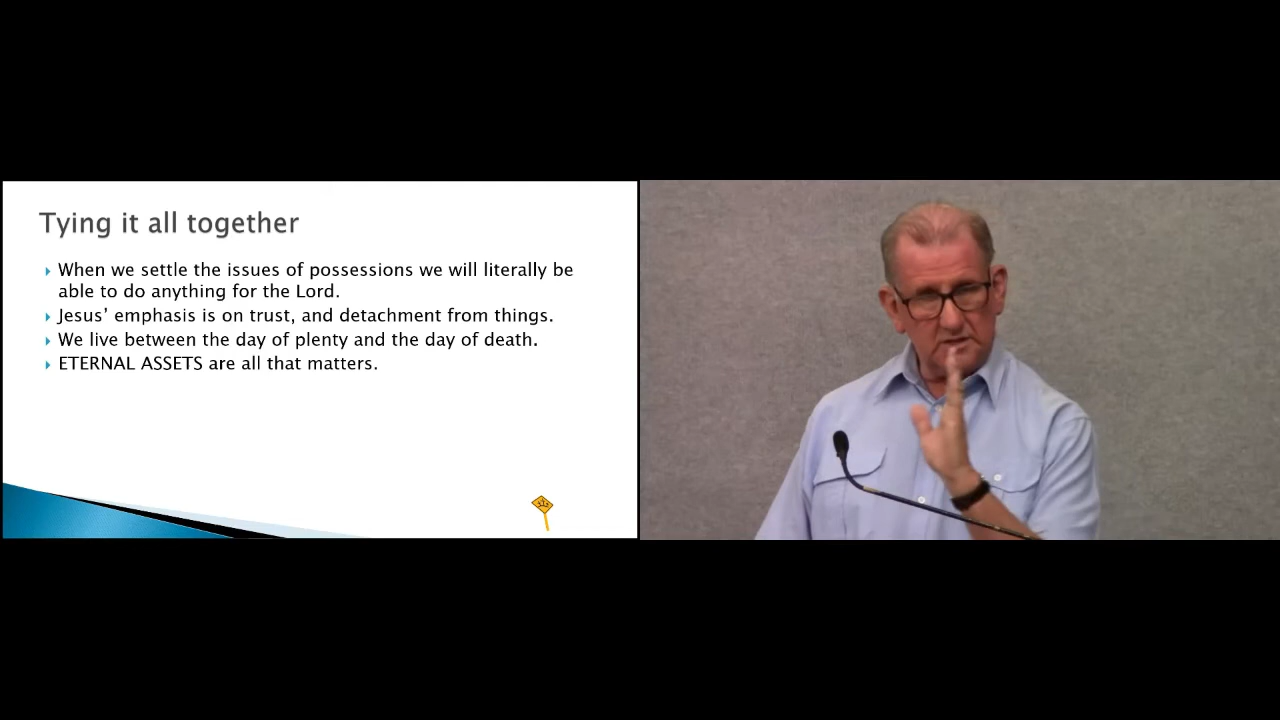 Tying it all together
When we settle the issues of possessions we will literally be
able to do anything for the Lord.
Jesus’ emphasis is on trust, and detachment from things.
We live between the day of plenty and the day of death.
ETERNAL ASSETS are all that matters.